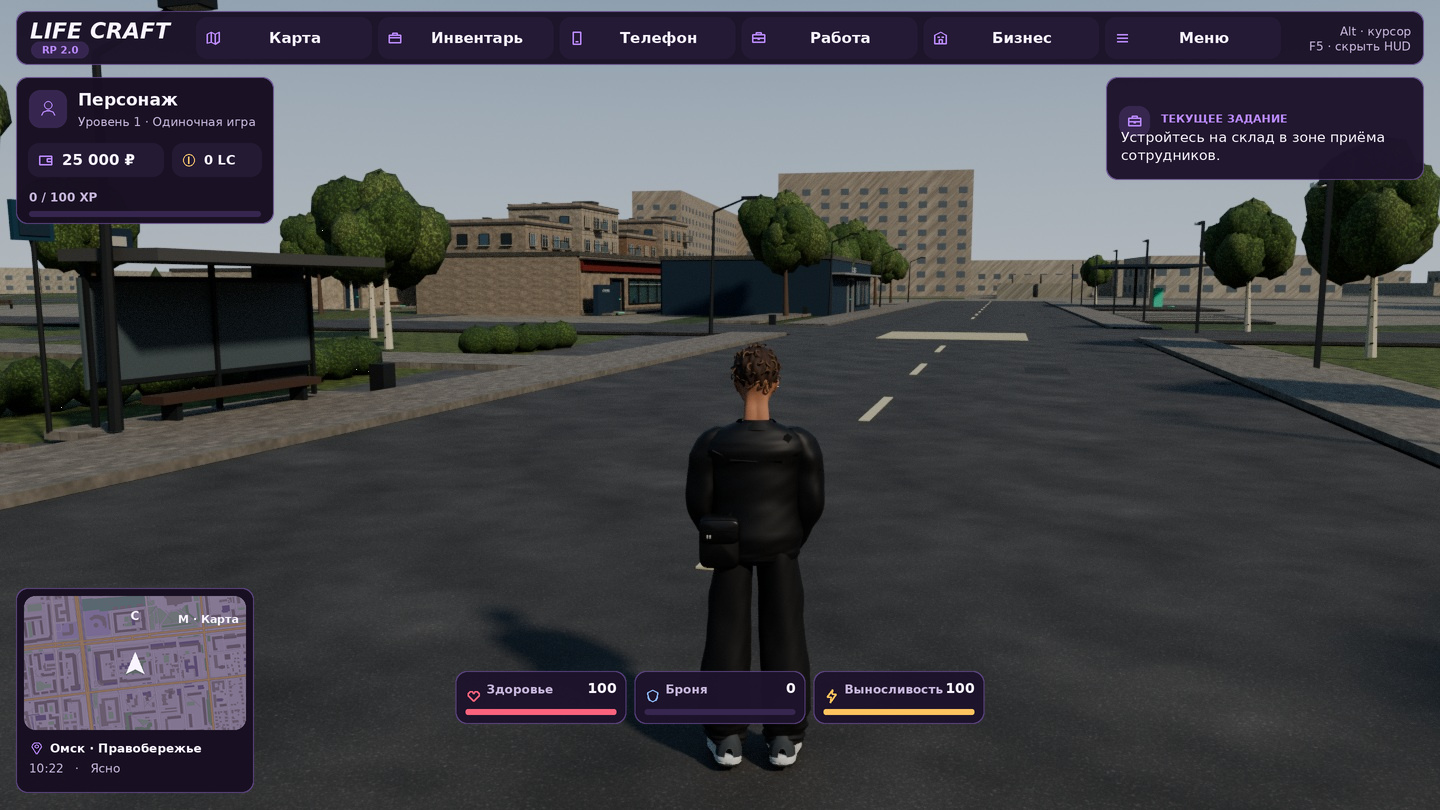 LIFE CRAFT
RP 2.0
Карта
Инвентарь
Телефон
Работа
Бизнес
Меню
Alt · курсор
F5 · скрыть HUD
Персонаж
Уровень 1 · Одиночная игра
25 000 ₽
0 LC
0 / 100 XP
ТЕКУЩЕЕ ЗАДАНИЕ
Устройтесь на склад в зоне приёма
сотрудников.
С
М · Карта
Омск · Правобережье
10:22 · Ясно
Здоровье 100
Броня 0
Выносливость 100